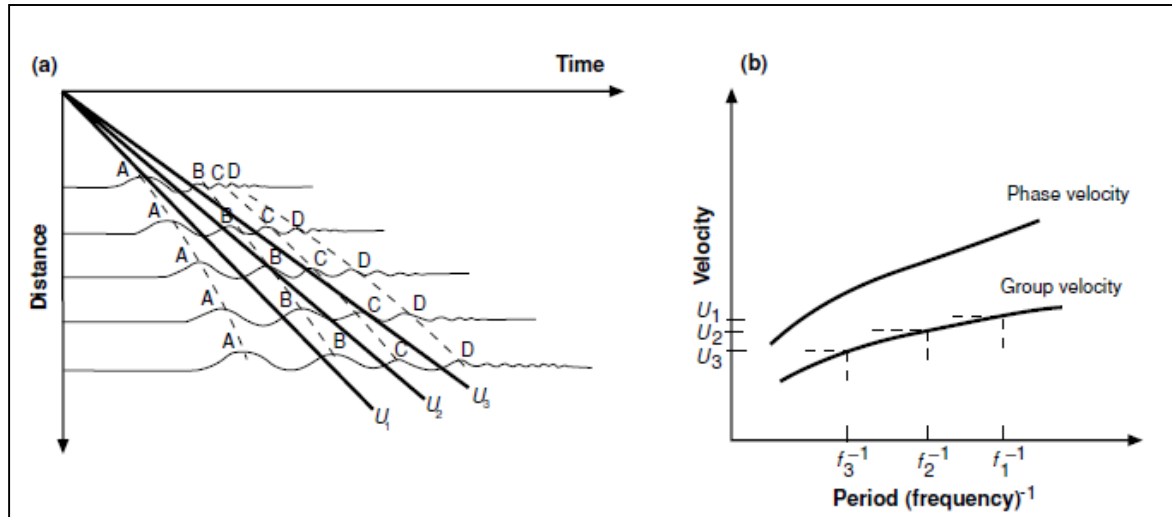 (a)
Time
A B C D
A B C D
A B C D
A B C D
A B C D
U₁
U₂
U₃
Distance
(b)
Phase velocity
Group velocity
Velocity
U₁
U₂
U₃
f₃⁻¹ f₂⁻¹ f₁⁻¹
Period (frequency)⁻¹